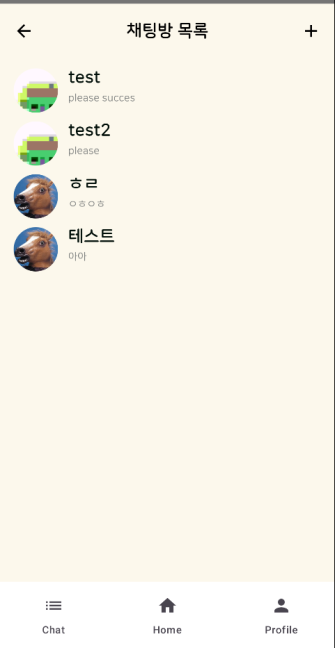 채팅방 목록
test
please succes
test2
please
ㅎㄹ
ㅇㅎㅇㅎ
테스트
아아
Chat Home Profile